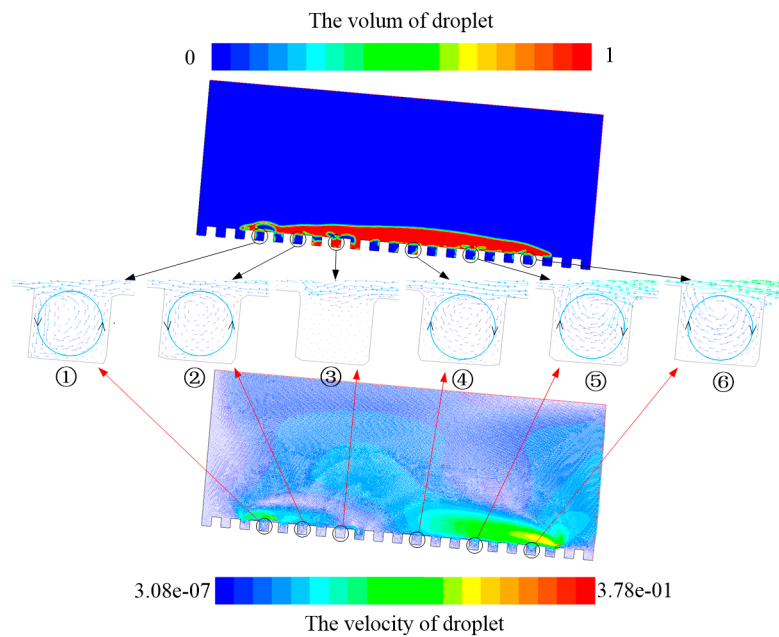 The volum of droplet
0 1
① ② ③ ④ ⑤ ⑥
3.08e-07 3.78e-01
The velocity of droplet